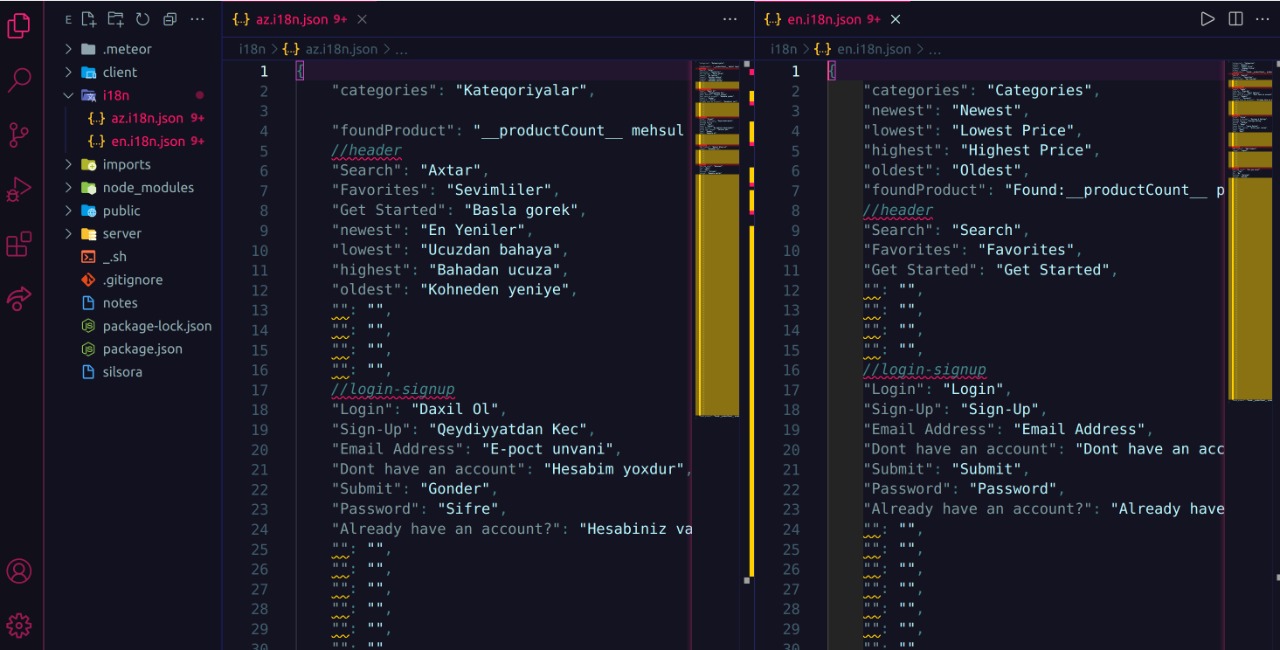 E
.meteor
client
i18n
az.i18n.json 9+
en.i18n.json 9+
imports
node_modules
public
server
_.sh
.gitignore
notes
package-lock.json
package.json
silsora
{..} az.i18n.json 9+
i18n > {..} az.i18n.json > ...
1 {
2 "categories": "Kateqoriyalar",
3
4 "foundProduct": "__productCount__ mehsul
5 //header
6 "Search": "Axtar",
7 "Favorites": "Sevimliler",
8 "Get Started": "Basla gorek",
9 "newest": "En Yeniler",
10 "lowest": "Ucuzdan bahaya",
11 "highest": "Bahadan ucuza",
12 "oldest": "Kohneden yeniye",
13 "": "",
14 "": "",
15 "": "",
16 "": "",
17 //login-signup
18 "Login": "Daxil Ol",
19 "Sign-Up": "Qeydiyyatdan Kec",
20 "Email Address": "E-poct unvani",
21 "Dont have an account": "Hesabim yoxdur",
22 "Submit": "Gonder",
23 "Password": "Sifre",
24 "Already have an account?": "Hesabiniz va
25 "": "",
26 "": "",
27 "": "",
28 "": "",
29 "": "",
30 "": "",
{..} en.i18n.json 9+
i18n > {..} en.i18n.json > ...
1 {
2 "categories": "Categories",
3 "newest": "Newest",
4 "lowest": "Lowest Price",
5 "highest": "Highest Price",
6 "oldest": "Oldest",
7 "foundProduct": "Found:__productCount__ p
8 //header
9 "Search": "Search",
10 "Favorites": "Favorites",
11 "Get Started": "Get Started",
12 "": "",
13 "": "",
14 "": "",
15 "": "",
16 //login-signup
17 "Login": "Login",
18 "Sign-Up": "Sign-Up",
19 "Email Address": "Email Address",
20 "Dont have an account": "Dont have an acc
21 "Submit": "Submit",
22 "Password": "Password",
23 "Already have an account?": "Already have
24 "": "",
25 "": "",
26 "": "",
27 "": "",
28 "": "",
29 "": "",
30 "": "",